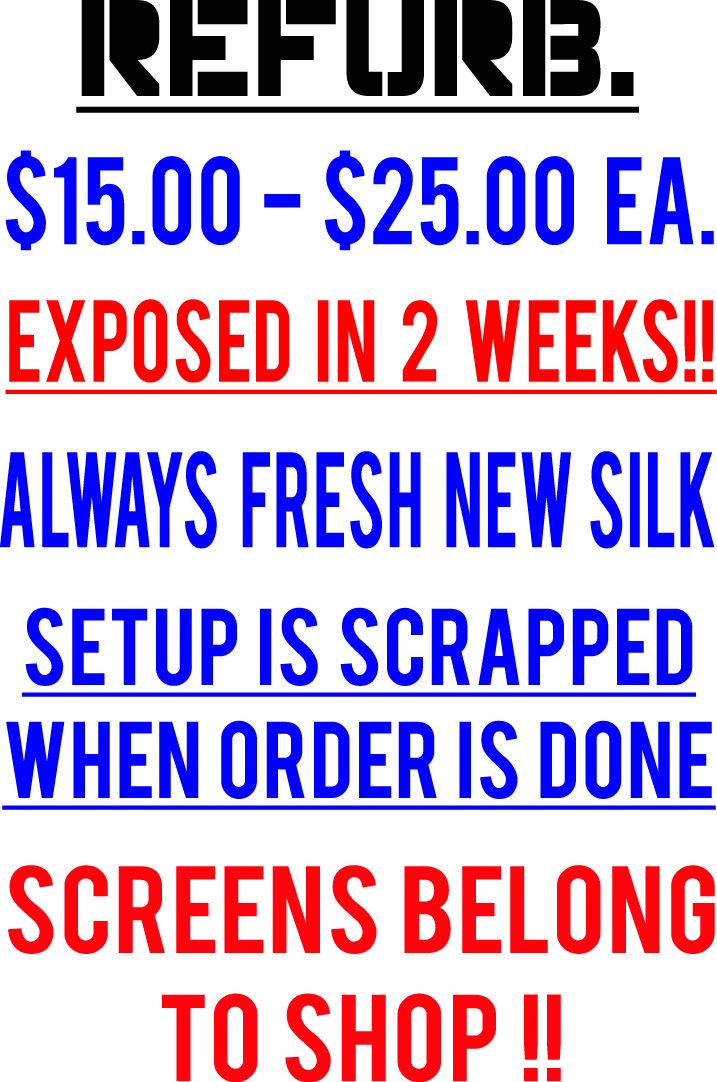 REFURB.
$15.00 - $25.00 EA.
EXPOSED IN 2 WEEKS!!
ALWAYS FRESH NEW SILK
SETUP IS SCRAPPED
WHEN ORDER IS DONE
SCREENS BELONG
TO SHOP !!